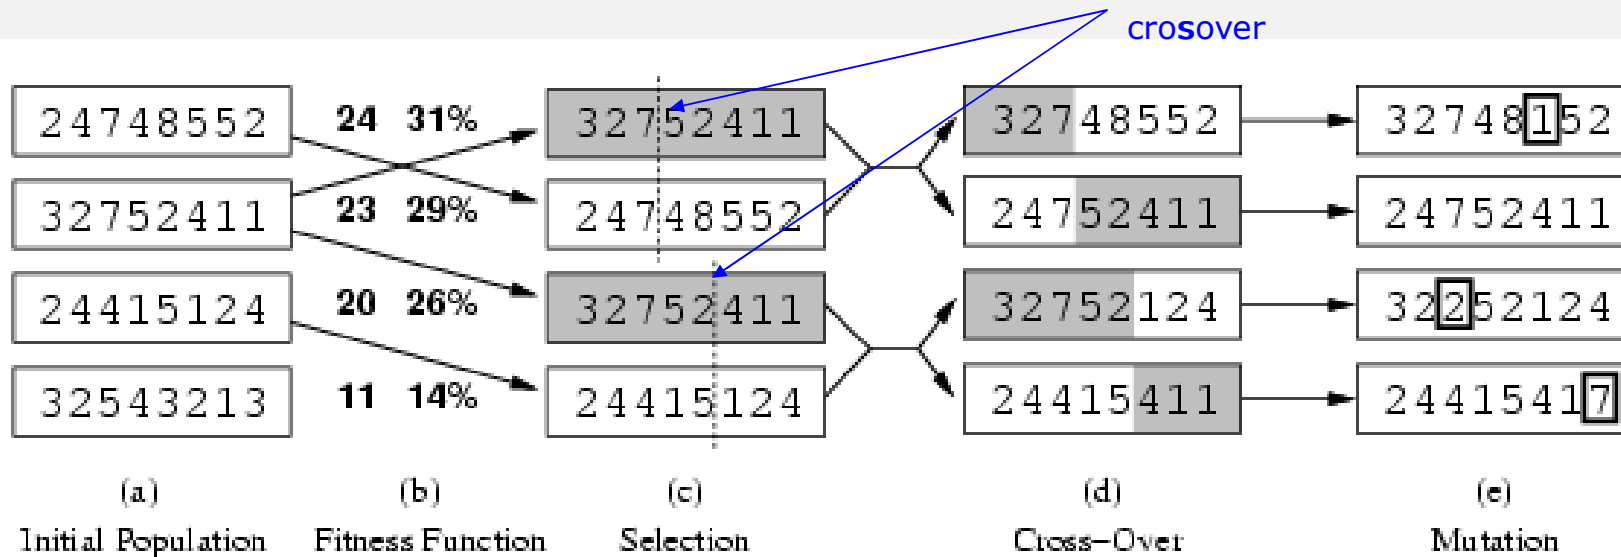 crosover
24748552 24 31% 32752411 32748552 32748152
32752411 23 29% 24748552 24752411 24752411
24415124 20 26% 32752411 32752124 32252124
32543213 11 14% 24415124 24415411 24415417
(a) (b) (c) (d) (e)
Initial Population Fitness Function Selection Cross-Over Mutation